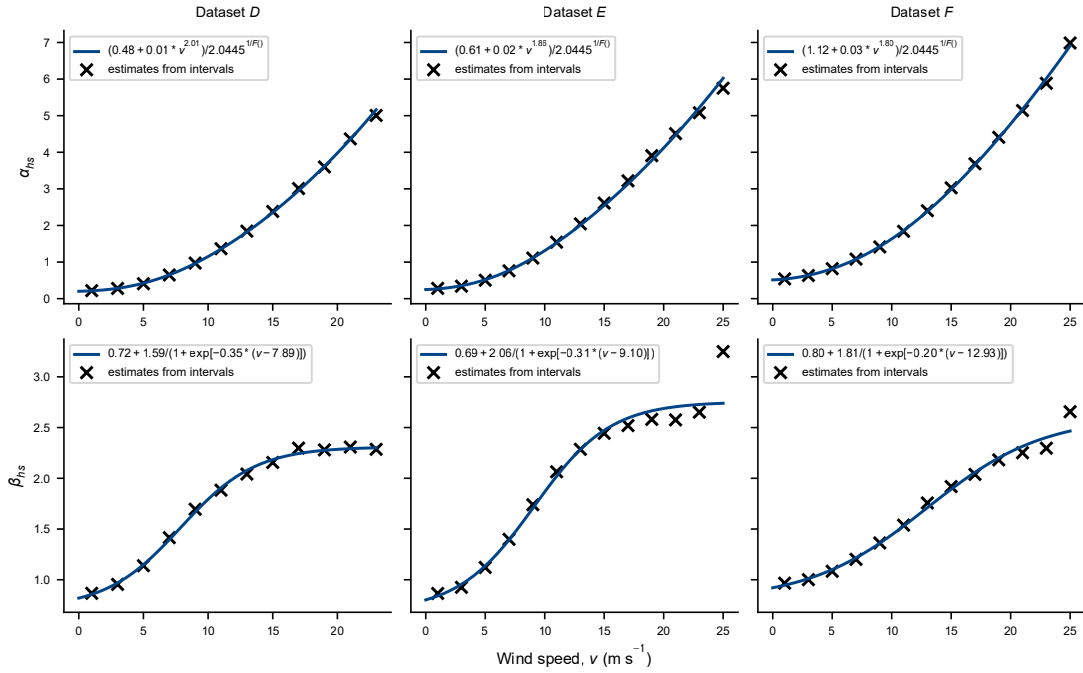 Dataset D
Dataset E
Dataset F
(0.48 + 0.01 * v^2.01)/2.0445^1/F()
estimates from intervals
(0.61 + 0.02 * v^1.88)/2.0445^1/F()
estimates from intervals
(1.12 + 0.03 * v^1.80)/2.0445^1/F()
estimates from intervals
α_hs
7
6
5
4
3
2
1
0
0 5 10 15 20
0 5 10 15 20 25
0 5 10 15 20 25
0.72 + 1.59/(1 + exp[−0.35 * (v − 7.89)])
estimates from intervals
0.69 + 2.06/(1 + exp[−0.31 * (v − 9.10)])
estimates from intervals
0.80 + 1.81/(1 + exp[−0.20 * (v − 12.93)])
estimates from intervals
β_hs
3.0
2.5
2.0
1.5
1.0
0 5 10 15 20
0 5 10 15 20 25
0 5 10 15 20 25
Wind speed, v (m s⁻¹)